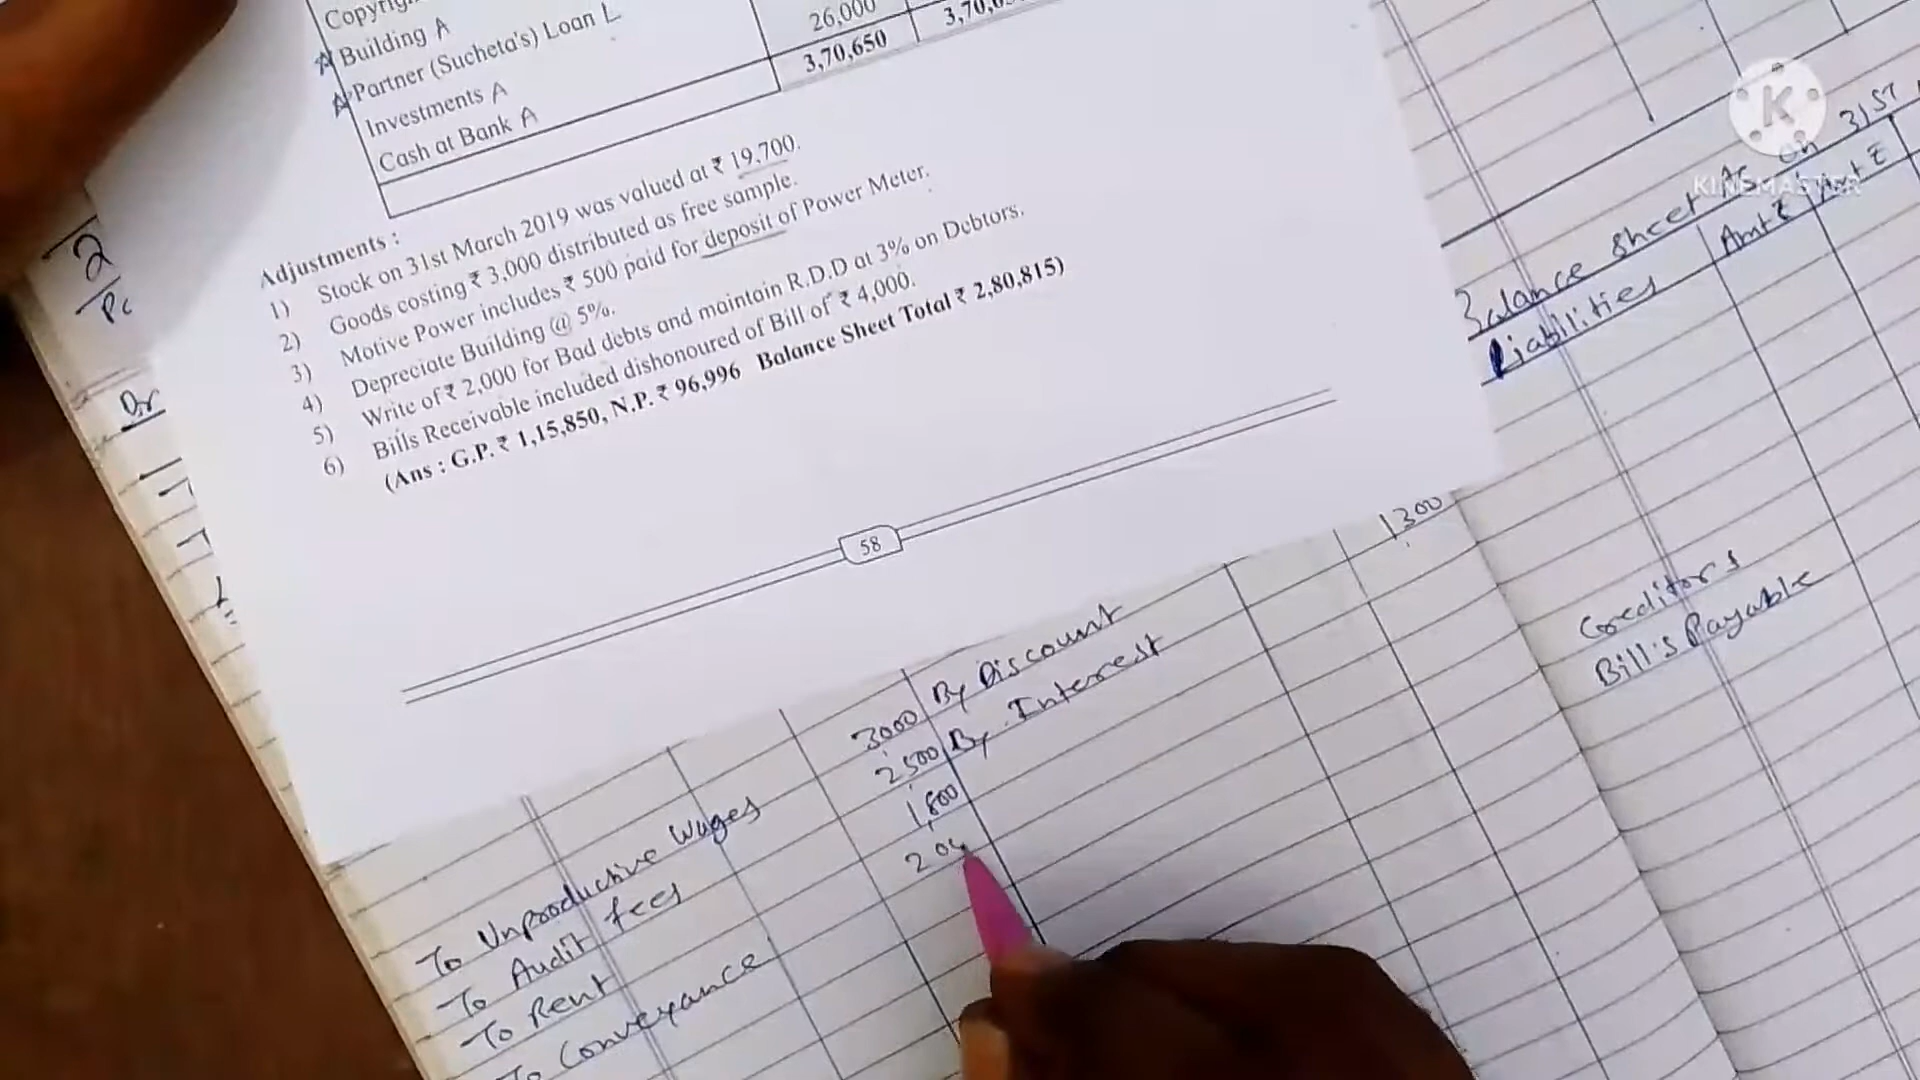 Building A
Partner (Sucheta's) Loan L
Investments A
Cash at Bank A
26,000
3,70,650
Adjustments :
1) Stock on 31st March 2019 was valued at ₹ 19,700.
2) Goods costing ₹ 3,000 distributed as free sample.
3) Motive Power includes ₹ 500 paid for deposit of Power Meter.
4) Depreciate Building @ 5%.
5) Write of ₹ 2,000 for Bad debts and maintain R.D.D at 3% on Debtors.
6) Bills Receivable included dishonoured of Bill of ₹ 4,000.
(Ans : G.P. ₹ 1,15,850, N.P. ₹ 96,996 Balance Sheet Total ₹ 2,80,815)
58
2
Pc
Dr
To Unproductive Wages 3000 By Discount 1300
To Audit fees 2500 By Interest
To Rent 1,800
To Conveyance
Balance Sheet As on 31st
Liabilities Amt ₹ Amt ₹
Creditors
Bill's Payable
K
KINEMASTER